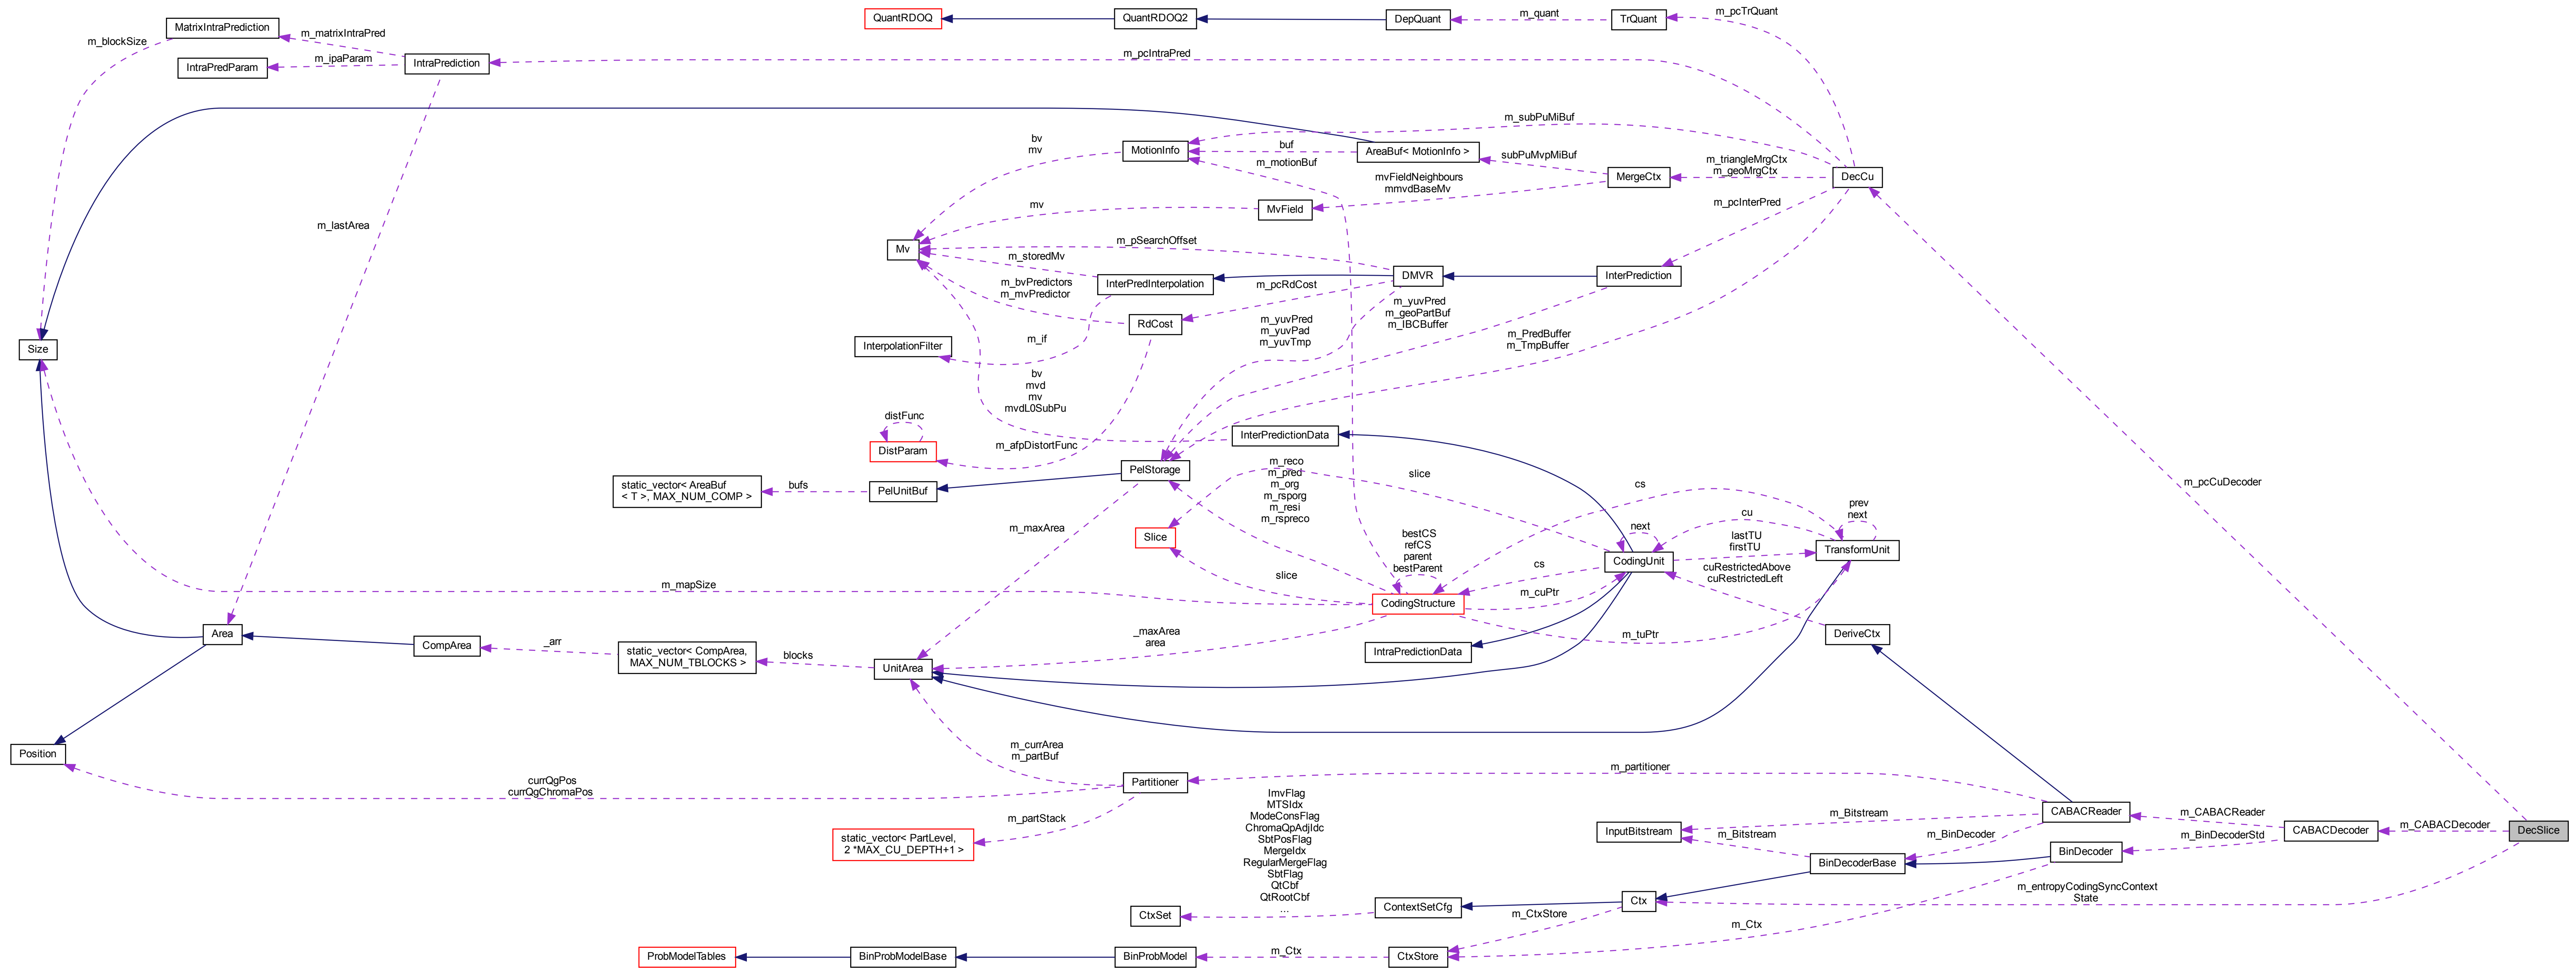 QuantRDOQ
QuantRDOQ2
DepQuant
m_quant
TrQuant
m_pcTrQuant
MatrixIntraPrediction
m_matrixIntraPred
m_blockSize
IntraPredParam
m_ipaParam
IntraPrediction
m_pcIntraPred
m_subPuMiBuf
bv
mv
MotionInfo
buf
AreaBuf< MotionInfo >
subPuMvpMiBuf
m_motionBuf
MergeCtx
m_triangleMrgCtx
m_geoMrgCtx
DecCu
mvFieldNeighbours
mmvdBaseMv
mv
MvField
m_pcInterPred
m_lastArea
Mv
m_pSearchOffset
m_storedMv
InterPredInterpolation
DMVR
InterPrediction
m_bvPredictors
m_mvPredictor
m_pcRdCost
RdCost
m_yuvPred
m_geoPartBuf
m_IBCBuffer
m_yuvPred
m_yuvPad
m_yuvTmp
m_PredBuffer
m_TmpBuffer
Size
InterpolationFilter
m_if
bv
mvd
mv
mvdL0SubPu
distFunc
DistParam
m_afpDistortFunc
InterPredictionData
static_vector< AreaBuf
< T >, MAX_NUM_COMP >
bufs
PelUnitBuf
PelStorage
m_reco
m_pred
m_org
m_rsporg
m_resi
m_rspreco
slice
cs
prev
next
m_pcCuDecoder
m_maxArea
Slice
next
cu
bestCS
refCS
parent
bestParent
CodingUnit
lastTU
firstTU
TransformUnit
cs
cuRestrictedAbove
cuRestrictedLeft
m_mapSize
slice
CodingStructure
m_cuPtr
Area
CompArea
_arr
static_vector< CompArea,
MAX_NUM_TBLOCKS >
blocks
UnitArea
_maxArea
area
IntraPredictionData
m_tuPtr
DeriveCtx
Position
m_currArea
m_partBuf
currQgPos
currQgChromaPos
Partitioner
m_partitioner
m_partStack
static_vector< PartLevel,
2 *MAX_CU_DEPTH+1 >
ImvFlag
MTSIdx
ModeConsFlag
ChromaQpAdjIdc
SbtPosFlag
MergeIdx
RegularMergeFlag
SbtFlag
QtCbf
QtRootCbf
...
InputBitstream
m_Bitstream
m_Bitstream
m_BinDecoder
CABACReader
m_CABACReader
m_BinDecoderStd
CABACDecoder
m_CABACDecoder
DecSlice
BinDecoderBase
BinDecoder
m_entropyCodingSyncContext
State
CtxSet
ContextSetCfg
Ctx
m_CtxStore
m_Ctx
ProbModelTables
BinProbModelBase
BinProbModel
m_Ctx
CtxStore